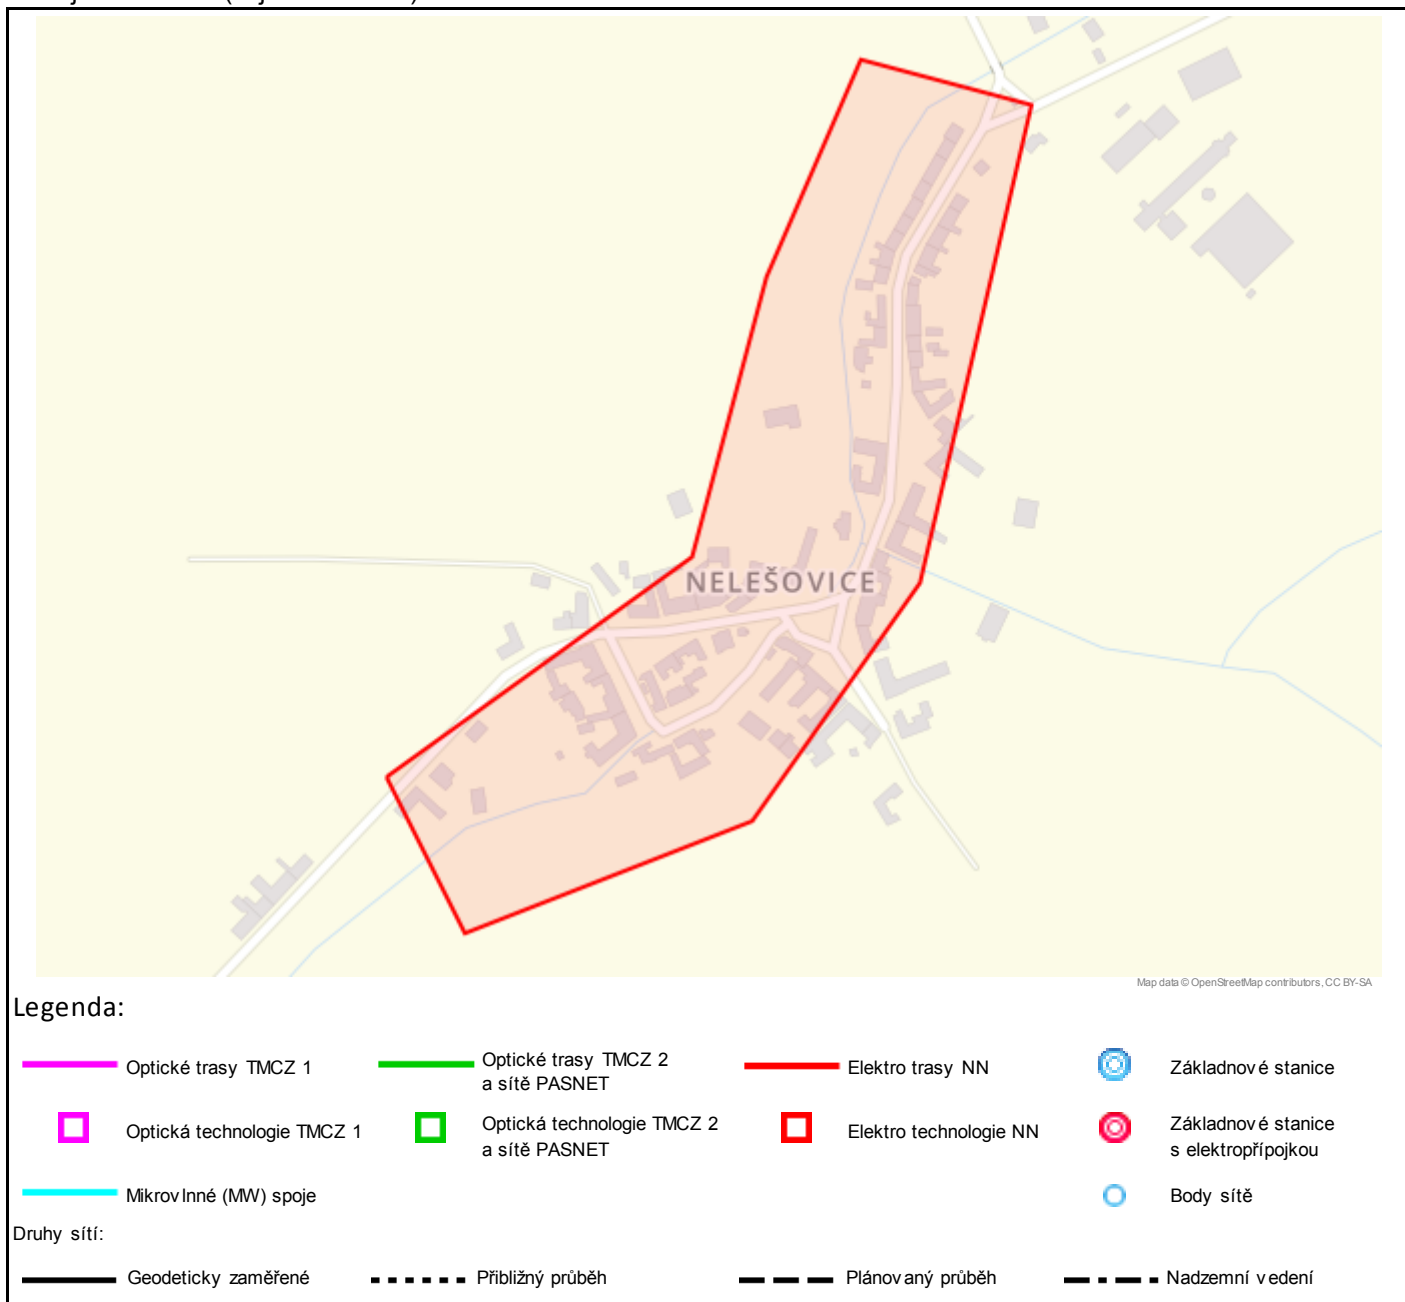 NELEŠOVICE
Map data © OpenStreetMap contributors, CC BY-SA
Legenda:
Optické trasy TMCZ 1
Optické trasy TMCZ 2
a sítě PASNET
Elektro trasy NN
Základnové stanice
Optická technologie TMCZ 1
Optická technologie TMCZ 2
a sítě PASNET
Elektro technologie NN
Základnové stanice
s elektropřípojkou
Mikrovlnné (MW) spoje
Body sítě
Druhy sítí:
Geodeticky zaměřené
Přibližný průběh
Plánovaný průběh
Nadzemní vedení